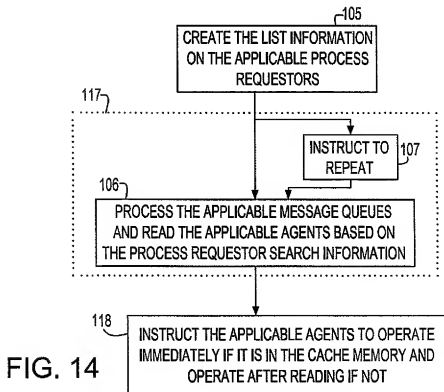 105
CREATE THE LIST INFORMATION
ON THE APPLICABLE PROCESS
REQUESTORS
117
INSTRUCT TO
REPEAT
107
106
PROCESS THE APPLICABLE MESSAGE QUEUES
AND READ THE APPLICABLE AGENTS BASED ON
THE PROCESS REQUESTOR SEARCH INFORMATION
118
INSTRUCT THE APPLICABLE AGENTS TO OPERATE
IMMEDIATELY IF IT IS IN THE CACHE MEMORY AND
OPERATE AFTER READING IF NOT
FIG. 14